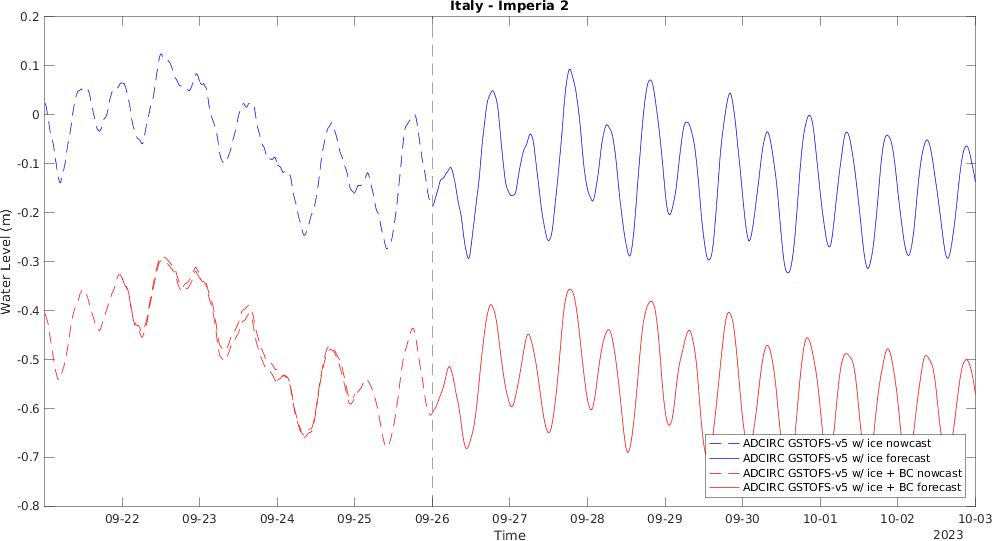 Italy - Imperia 2
0.2
0.1
0
-0.1
-0.2
-0.3
-0.4
-0.5
-0.6
-0.7
-0.8
Water Level (m)
ADCIRC GSTOFS-v5 w/ ice nowcast
ADCIRC GSTOFS-v5 w/ ice forecast
ADCIRC GSTOFS-v5 w/ ice + BC nowcast
ADCIRC GSTOFS-v5 w/ ice + BC forecast
09-22 09-23 09-24 09-25 09-26 09-27 09-28 09-29 09-30 10-01 10-02 10-03
Time 2023